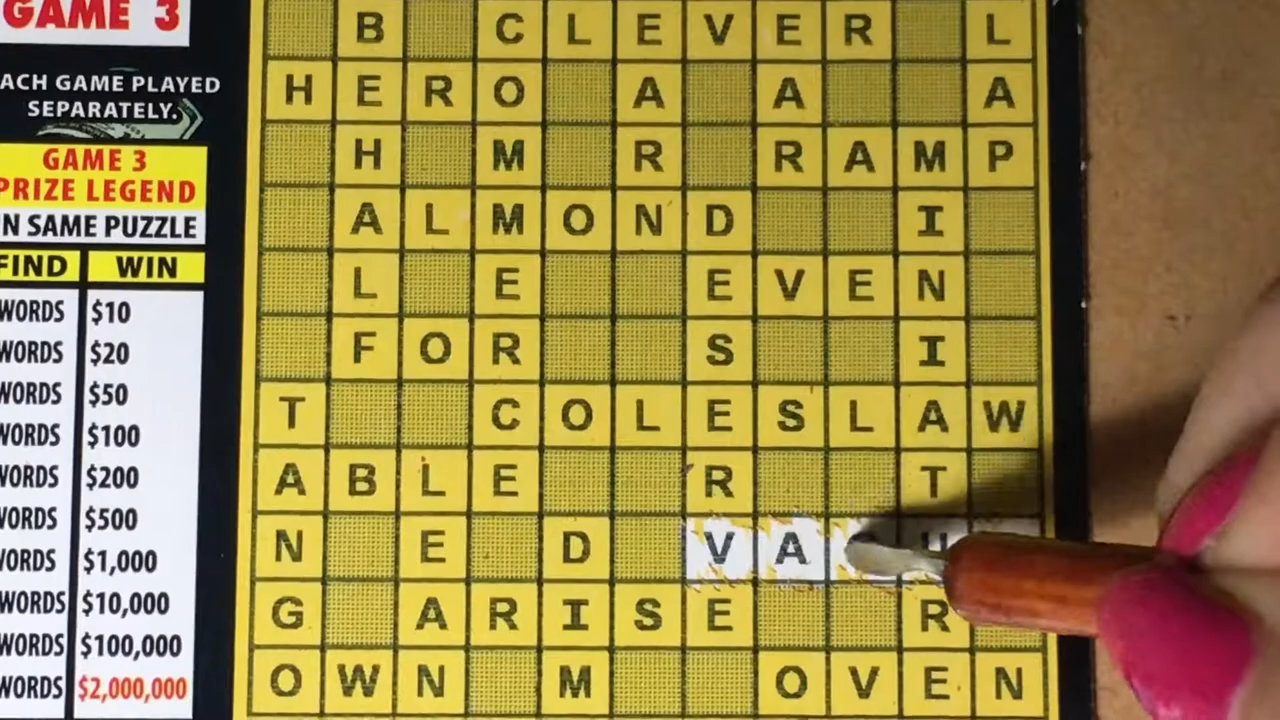 GAME 3
ACH GAME PLAYED
SEPARATELY.
GAME 3
PRIZE LEGEND
N SAME PUZZLE
FIND WIN
WORDS $10
WORDS $20
WORDS $50
WORDS $100
WORDS $200
WORDS $500
WORDS $1,000
WORDS $10,000
WORDS $100,000
WORDS $2,000,000
B C L E V E R L
H E R O A A A
H M R R A M P
A L M O N D I
L E E V E N
F O R S I
T C O L E S L A W
A B L E R T
N E D V A U
G A R I S E R
O W N M O V E N